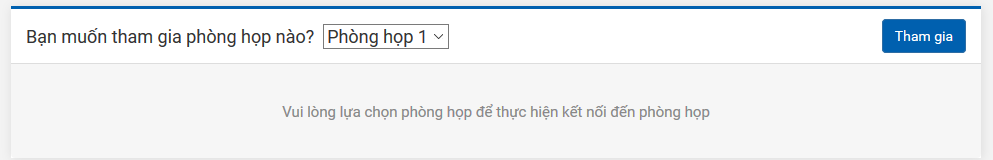 Bạn muốn tham gia phòng họp nào? Phòng họp 1 Tham gia
Vui lòng lựa chọn phòng họp để thực hiện kết nối đến phòng họp